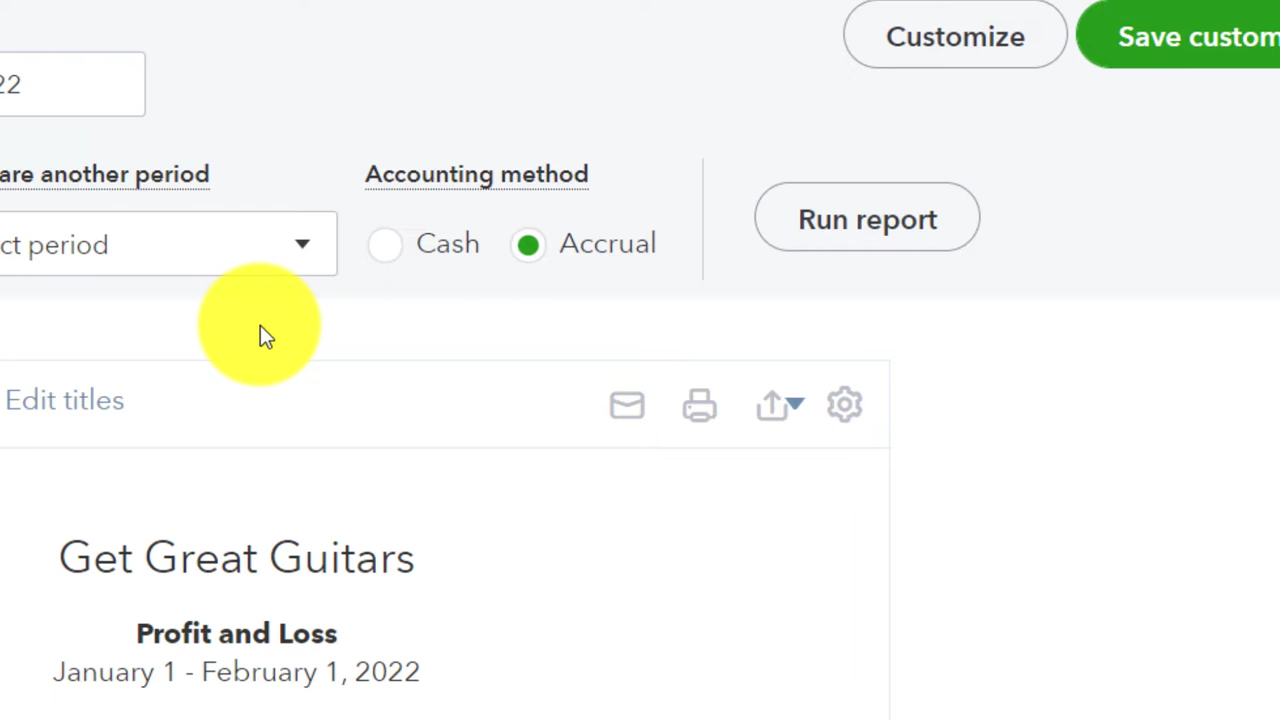 Customize
Save custom
22
are another period
Accounting method
ct period
Cash
Accrual
Run report
Edit titles
Get Great Guitars
Profit and Loss
January 1 - February 1, 2022